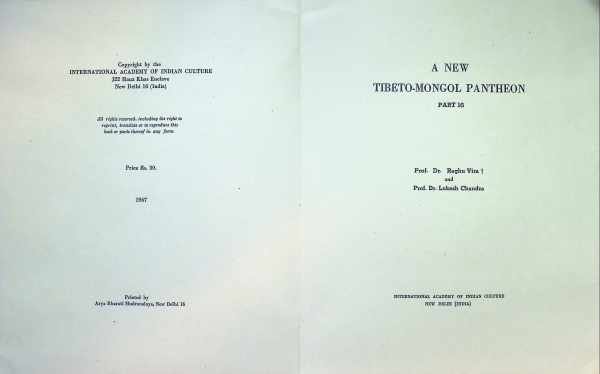 Copyright by the
INTERNATIONAL ACADEMY OF INDIAN CULTURE
J22 Hauz Khas Enclave
New Delhi 16 (India)
All rights reserved, including the right to
reprint, translate or to reproduce this
book or parts thereof in any form.
Price Rs. 20.
1967
Printed by
Arya Bharati Mudranalaya, New Delhi 16
A NEW
TIBETO-MONGOL PANTHEON
PART 16
Prof. Dr. Raghu Vira †
and
Prof. Dr. Lokesh Chandra
INTERNATIONAL ACADEMY OF INDIAN CULTURE
NEW DELHI (INDIA)